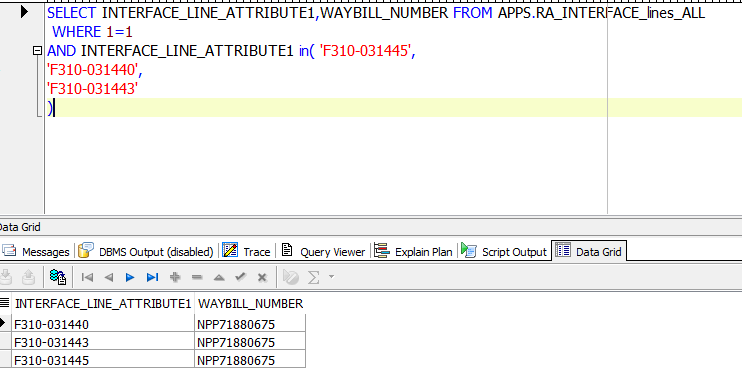 SELECT INTERFACE_LINE_ATTRIBUTE1,WAYBILL_NUMBER FROM APPS.RA_INTERFACE_lines_ALL
WHERE 1=1
AND INTERFACE_LINE_ATTRIBUTE1 in( 'F310-031445',
'F310-031440',
'F310-031443'
)
Data Grid
Messages DBMS Output (disabled) Trace Query Viewer Explain Plan Script Output Data Grid
INTERFACE_LINE_ATTRIBUTE1 WAYBILL_NUMBER
F310-031440 NPP71880675
F310-031443 NPP71880675
F310-031445 NPP71880675